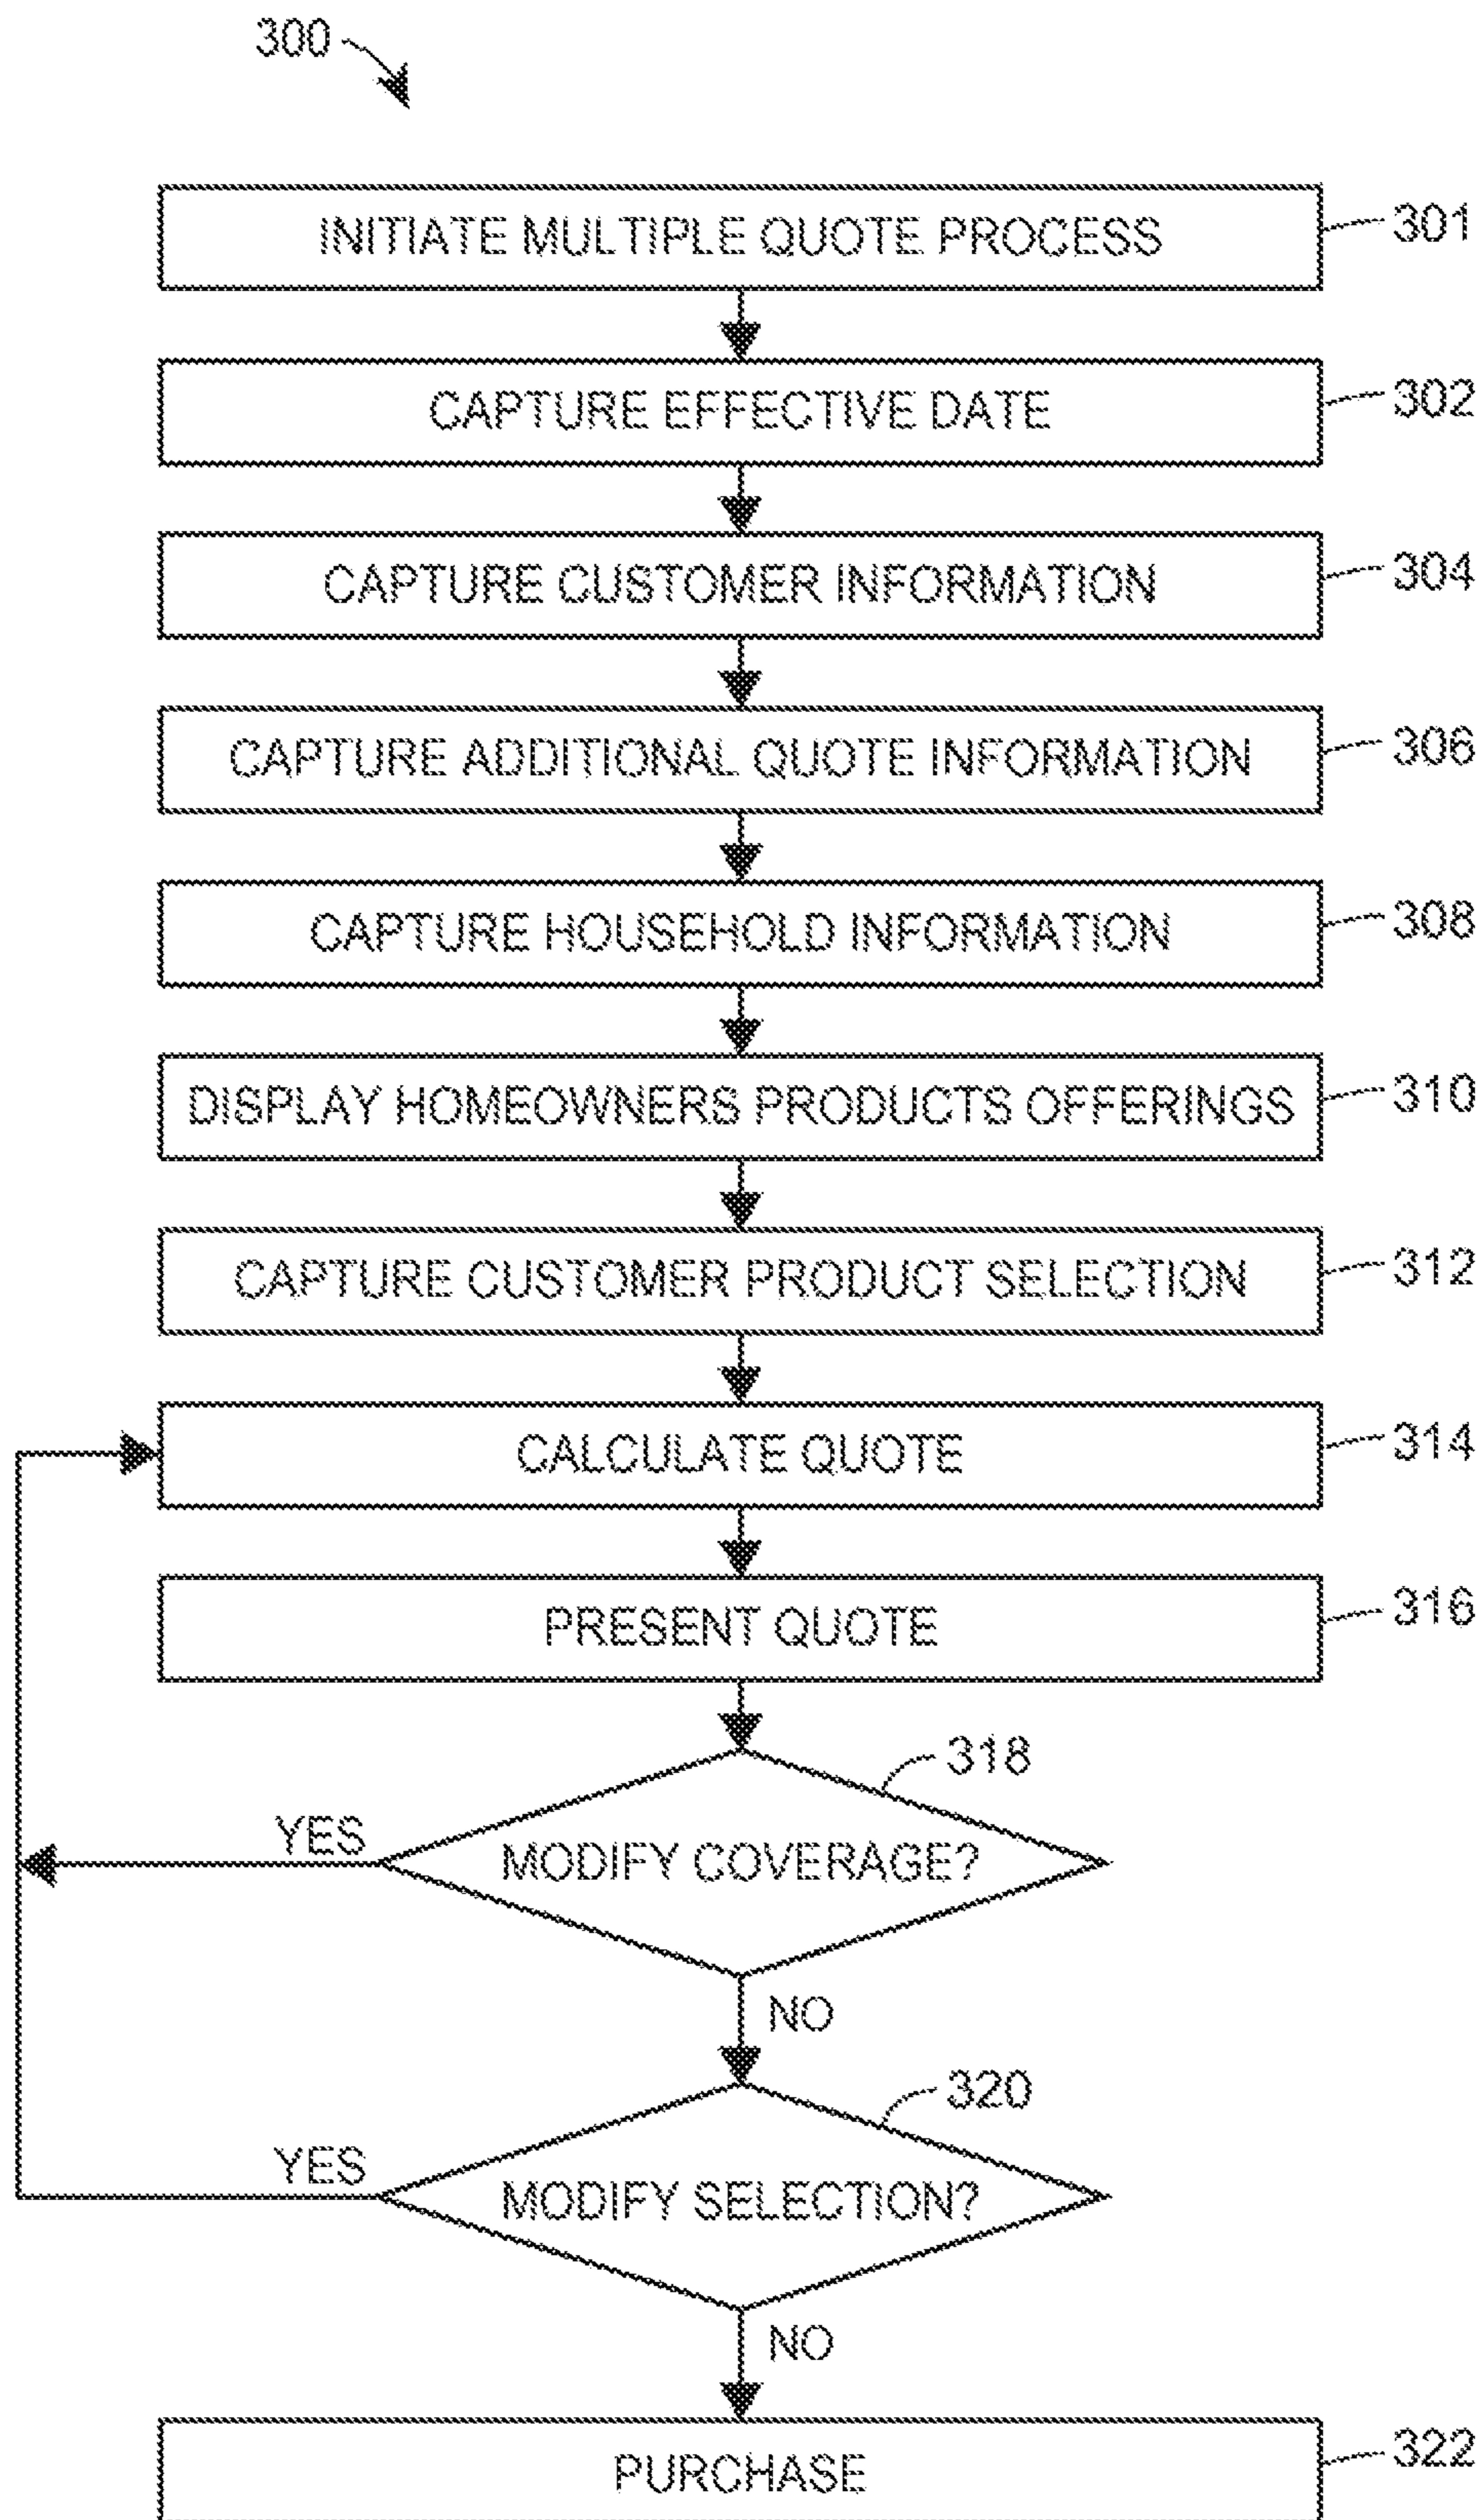 300
INITIATE MULTIPLE QUOTE PROCESS
301
CAPTURE EFFECTIVE DATE
302
CAPTURE CUSTOMER INFORMATION
304
CAPTURE ADDITIONAL QUOTE INFORMATION
306
CAPTURE HOUSEHOLD INFORMATION
308
DISPLAY HOMEOWNERS PRODUCTS OFFERINGS
310
CAPTURE CUSTOMER PRODUCT SELECTION
312
CALCULATE QUOTE
314
PRESENT QUOTE
316
318
YES
MODIFY COVERAGE?
NO
320
YES
MODIFY SELECTION?
NO
PURCHASE
322